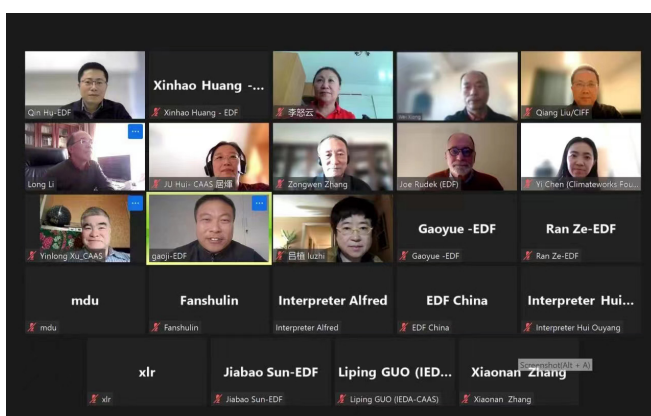 Qin Hu-EDF
Xinhao Huang -...
Xinhao Huang - EDF
李怒云
Qiang Liu/CIFF
Long Li
JU Hui- CAAS 居煇
Zongwen Zhang
Joe Rudek (EDF)
Yi Chen (Climateworks Fou...
Yinlong Xu_CAAS
gaoji-EDF
吕植 luzhi
Gaoyue -EDF
Gaoyue -EDF
Ran Ze-EDF
Ran Ze-EDF
mdu
mdu
Fanshulin
Fanshulin
Interpreter Alfred
Interpreter Alfred
EDF China
EDF China
Interpreter Hui...
Interpreter Hui Ouyang
xlr
xlr
Jiabao Sun-EDF
Jiabao Sun-EDF
Liping GUO (IED...
Liping GUO (IEDA-CAAS)
Xiaonan Zhang
Screenshot(Alt + A)
Xiaonan Zhang